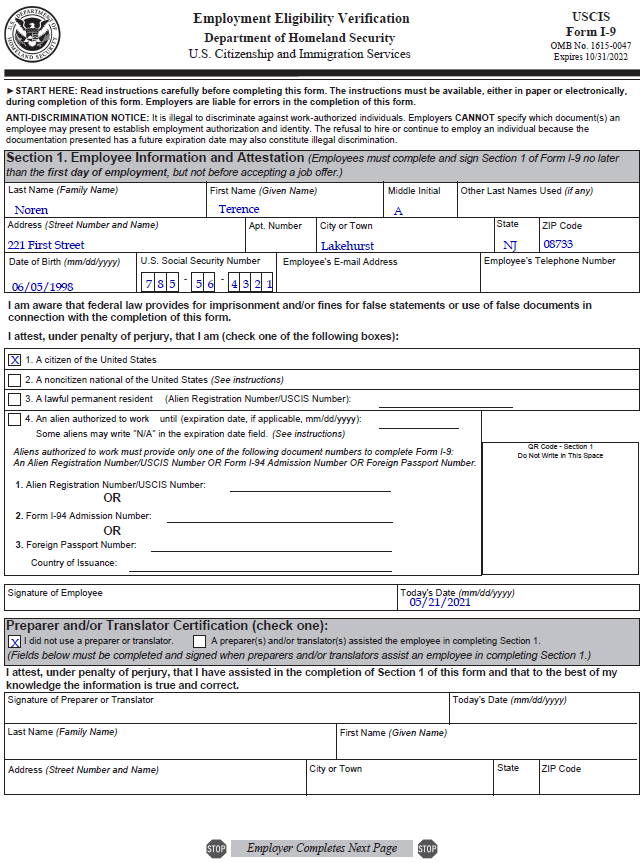 Employment Eligibility Verification
Department of Homeland Security
U.S. Citizenship and Immigration Services
USCIS
Form I-9
OMB No. 1615-0047
Expires 10/31/2022
►START HERE: Read instructions carefully before completing this form. The instructions must be available, either in paper or electronically,
during completion of this form. Employers are liable for errors in the completion of this form.
ANTI-DISCRIMINATION NOTICE: It is illegal to discriminate against work-authorized individuals. Employers CANNOT specify which document(s) an
employee may present to establish employment authorization and identity. The refusal to hire or continue to employ an individual because the
documentation presented has a future expiration date may also constitute illegal discrimination.
Section 1. Employee Information and Attestation (Employees must complete and sign Section 1 of Form I-9 no later
than the first day of employment, but not before accepting a job offer.)
Last Name (Family Name) First Name (Given Name) Middle Initial Other Last Names Used (if any)
Noren Terence A
Address (Street Number and Name) Apt. Number City or Town State ZIP Code
221 First Street Lakehurst NJ 08733
Date of Birth (mm/dd/yyyy) U.S. Social Security Number Employee's E-mail Address Employee's Telephone Number
06/05/1998 785-56-4321
I am aware that federal law provides for imprisonment and/or fines for false statements or use of false documents in
connection with the completion of this form.
I attest, under penalty of perjury, that I am (check one of the following boxes):
X 1. A citizen of the United States
2. A noncitizen national of the United States (See instructions)
3. A lawful permanent resident (Alien Registration Number/USCIS Number):
4. An alien authorized to work until (expiration date, if applicable, mm/dd/yyyy):
Some aliens may write "N/A" in the expiration date field. (See instructions)
Aliens authorized to work must provide only one of the following document numbers to complete Form I-9:
An Alien Registration Number/USCIS Number OR Form I-94 Admission Number OR Foreign Passport Number.
1. Alien Registration Number/USCIS Number:
OR
2. Form I-94 Admission Number:
OR
3. Foreign Passport Number:
Country of Issuance:
QR Code - Section 1
Do Not Write In This Space
Signature of Employee Today's Date (mm/dd/yyyy)
05/21/2021
Preparer and/or Translator Certification (check one):
X I did not use a preparer or translator. A preparer(s) and/or translator(s) assisted the employee in completing Section 1.
(Fields below must be completed and signed when preparers and/or translators assist an employee in completing Section 1.)
I attest, under penalty of perjury, that I have assisted in the completion of Section 1 of this form and that to the best of my
knowledge the information is true and correct.
Signature of Preparer or Translator Today's Date (mm/dd/yyyy)
Last Name (Family Name) First Name (Given Name)
Address (Street Number and Name) City or Town State ZIP Code
STOP Employer Completes Next Page STOP